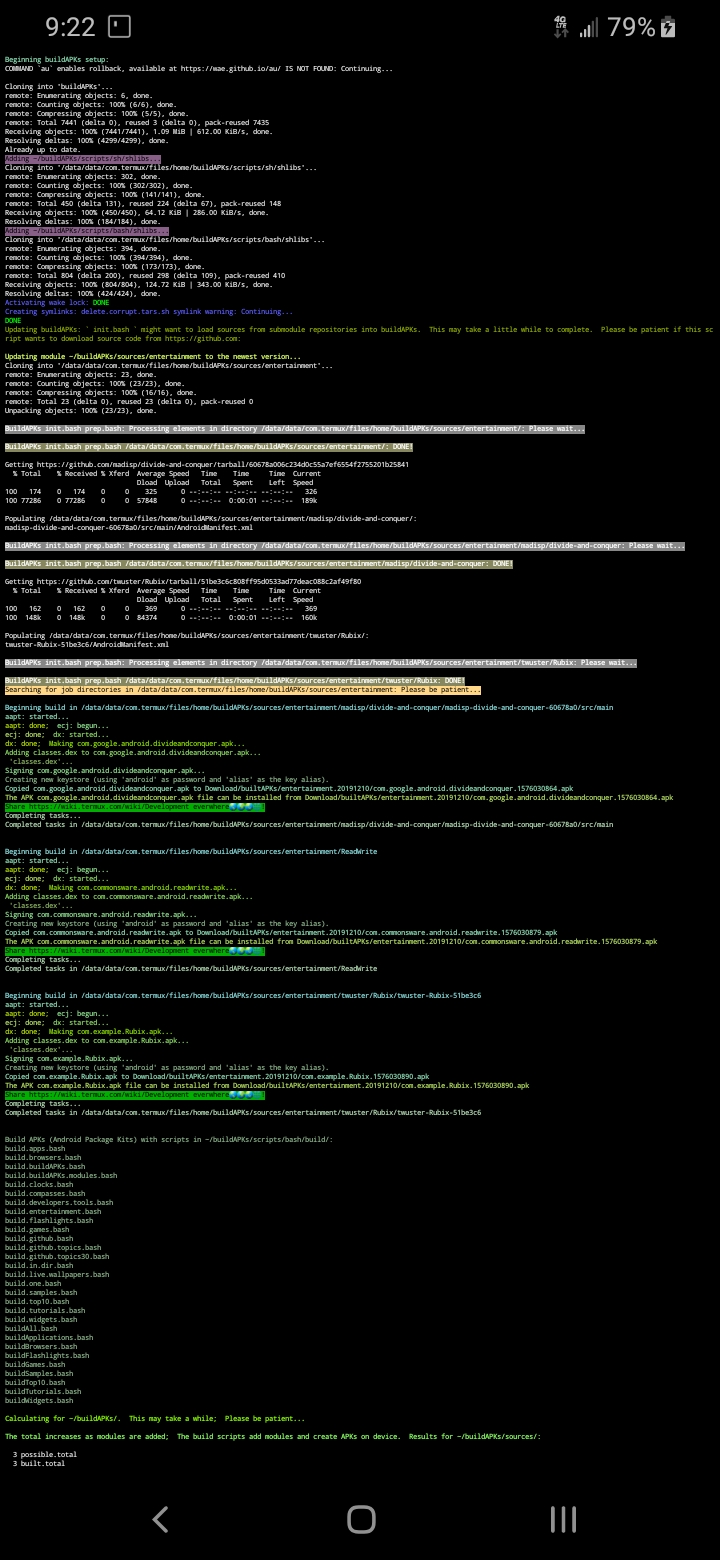 9:22
4G
LTE
79%
Beginning buildAPKs setup:
COMMAND `au` enables rollback, available at https://wae.github.io/au/ IS NOT FOUND: Continuing...
Cloning into 'buildAPKs'...
remote: Enumerating objects: 6, done.
remote: Counting objects: 100% (6/6), done.
remote: Compressing objects: 100% (5/5), done.
remote: Total 7441 (delta 1), reused 3 (delta 0), pack-reused 7435
Receiving objects: 100% (7441/7441), 1.09 MiB | 612.00 KiB/s, done.
Resolving deltas: 100% (4299/4299), done.
Already up to date.
Adding ~/buildAPKs/scripts/sh/shlibs...
Cloning into '/data/data/com.termux/files/home/buildAPKs/scripts/sh/shlibs'...
remote: Enumerating objects: 302, done.
remote: Counting objects: 100% (302/302), done.
remote: Compressing objects: 100% (141/141), done.
remote: Total 450 (delta 131), reused 224 (delta 67), pack-reused 148
Receiving objects: 100% (450/450), 64.12 KiB | 286.00 KiB/s, done.
Resolving deltas: 100% (184/184), done.
Adding ~/buildAPKs/scripts/bash/shlibs...
Cloning into '/data/data/com.termux/files/home/buildAPKs/scripts/bash/shlibs'...
remote: Enumerating objects: 394, done.
remote: Counting objects: 100% (394/394), done.
remote: Compressing objects: 100% (173/173), done.
remote: Total 804 (delta 200), reused 298 (delta 109), pack-reused 410
Receiving objects: 100% (804/804), 124.72 KiB | 343.00 KiB/s, done.
Resolving deltas: 100% (424/424), done.
Activating wake lock: DONE
Creating symlinks: delete.corrupt.tars.sh symlink warning: Continuing...
DONE
Updating buildAPKs: ` init.bash ` might want to load sources from submodule repositories into buildAPKs.  This may take a little while to complete.  Please be patient if this sc
ript wants to download source code from https://github.com:
Updating module ~/buildAPKs/sources/entertainment to the newest version...
Cloning into '/data/data/com.termux/files/home/buildAPKs/sources/entertainment'...
remote: Enumerating objects: 23, done.
remote: Counting objects: 100% (23/23), done.
remote: Compressing objects: 100% (16/16), done.
remote: Total 23 (delta 0), reused 23 (delta 0), pack-reused 0
Unpacking objects: 100% (23/23), done.
BuildAPKs init.bash prep.bash: Processing elements in directory /data/data/com.termux/files/home/buildAPKs/sources/entertainment/: Please wait...
BuildAPKs init.bash prep.bash /data/data/com.termux/files/home/buildAPKs/sources/entertainment/: DONE!
Getting https://github.com/madisp/divide-and-conquer/tarball/60678a006c234d0c55a7ef6554f2755201b25841
% Total    % Received % Xferd  Average Speed   Time    Time     Time  Current
Dload  Upload   Total   Spent    Left  Speed
100   174    0   174    0     0    325      0 --:--:-- --:--:-- --:--:--   326
100 77286    0 77286    0     0  57848      0 --:--:--  0:00:01 --:--:--  189k
Populating /data/data/com.termux/files/home/buildAPKs/sources/entertainment/madisp/divide-and-conquer/:
madisp-divide-and-conquer-60678a0/src/main/AndroidManifest.xml
BuildAPKs init.bash prep.bash: Processing elements in directory /data/data/com.termux/files/home/buildAPKs/sources/entertainment/madisp/divide-and-conquer: Please wait...
BuildAPKs init.bash prep.bash /data/data/com.termux/files/home/buildAPKs/sources/entertainment/madisp/divide-and-conquer: DONE!
Getting https://github.com/twuster/Rubix/tarball/51be3c6c808ff95d0533ad77deac088c2af49f80
% Total    % Received % Xferd  Average Speed   Time    Time     Time  Current
Dload  Upload   Total   Spent    Left  Speed
100   162    0   162    0     0    369      0 --:--:-- --:--:-- --:--:--   369
100  148k    0  148k    0     0  84374      0 --:--:--  0:00:01 --:--:--  160k
Populating /data/data/com.termux/files/home/buildAPKs/sources/entertainment/twuster/Rubix/:
twuster-Rubix-51be3c6/AndroidManifest.xml
BuildAPKs init.bash prep.bash: Processing elements in directory /data/data/com.termux/files/home/buildAPKs/sources/entertainment/twuster/Rubix: Please wait...
BuildAPKs init.bash prep.bash /data/data/com.termux/files/home/buildAPKs/sources/entertainment/twuster/Rubix: DONE!
Searching for job directories in /data/data/com.termux/files/home/buildAPKs/sources/entertainment: Please be patient...
Beginning build in /data/data/com.termux/files/home/buildAPKs/sources/entertainment/madisp/divide-and-conquer/madisp-divide-and-conquer-60678a0/src/main
aapt: started...
aapt: done;  ecj: begun...
ecj: done;  dx: started...
dx: done;  Making com.google.android.divideandconquer.apk...
Adding classes.dex to com.google.android.divideandconquer.apk...
'classes.dex'...
Signing com.google.android.divideandconquer.apk...
Creating new keystore (using 'android' as password and 'alias' as the key alias).
Copied com.google.android.divideandconquer.apk to Download/builtAPKs/entertainment.20191210/com.google.android.divideandconquer.1576030864.apk
The APK com.google.android.divideandconquer.apk file can be installed from Download/builtAPKs/entertainment.20191210/com.google.android.divideandconquer.1576030864.apk
Share https://wiki.termux.com/wiki/Development everwhere🌎🌍🌏🌐!
Completing tasks...
Completed tasks in /data/data/com.termux/files/home/buildAPKs/sources/entertainment/madisp/divide-and-conquer/madisp-divide-and-conquer-60678a0/src/main
Beginning build in /data/data/com.termux/files/home/buildAPKs/sources/entertainment/ReadWrite
aapt: started...
aapt: done;  ecj: begun...
ecj: done;  dx: started...
dx: done;  Making com.commonsware.android.readwrite.apk...
Adding classes.dex to com.commonsware.android.readwrite.apk...
'classes.dex'...
Signing com.commonsware.android.readwrite.apk...
Creating new keystore (using 'android' as password and 'alias' as the key alias).
Copied com.commonsware.android.readwrite.apk to Download/builtAPKs/entertainment.20191210/com.commonsware.android.readwrite.1576030879.apk
The APK com.commonsware.android.readwrite.apk file can be installed from Download/builtAPKs/entertainment.20191210/com.commonsware.android.readwrite.1576030879.apk
Share https://wiki.termux.com/wiki/Development everwhere🌎🌍🌏🌐!
Completing tasks...
Completed tasks in /data/data/com.termux/files/home/buildAPKs/sources/entertainment/ReadWrite
Beginning build in /data/data/com.termux/files/home/buildAPKs/sources/entertainment/twuster/Rubix/twuster-Rubix-51be3c6
aapt: started...
aapt: done;  ecj: begun...
ecj: done;  dx: started...
dx: done;  Making com.example.Rubix.apk...
Adding classes.dex to com.example.Rubix.apk...
'classes.dex'...
Signing com.example.Rubix.apk...
Creating new keystore (using 'android' as password and 'alias' as the key alias).
Copied com.example.Rubix.apk to Download/builtAPKs/entertainment.20191210/com.example.Rubix.1576030890.apk
The APK com.example.Rubix.apk file can be installed from Download/builtAPKs/entertainment.20191210/com.example.Rubix.1576030890.apk
Share https://wiki.termux.com/wiki/Development everwhere🌎🌍🌏🌐!
Completing tasks...
Completed tasks in /data/data/com.termux/files/home/buildAPKs/sources/entertainment/twuster/Rubix/twuster-Rubix-51be3c6
Build APKs (Android Package Kits) with scripts in ~/buildAPKs/scripts/bash/build/:
build.apps.bash
build.browsers.bash
build.buildAPKs.bash
build.buildAPKs.modules.bash
build.clocks.bash
build.compasses.bash
build.developers.tools.bash
build.entertainment.bash
build.flashlights.bash
build.games.bash
build.github.bash
build.github.topics.bash
build.github.topics30.bash
build.in.dir.bash
build.live.wallpapers.bash
build.one.bash
build.samples.bash
build.top10.bash
build.tutorials.bash
build.widgets.bash
buildAll.bash
buildApplications.bash
buildBrowsers.bash
buildFlashlights.bash
buildGames.bash
buildSamples.bash
buildTop10.bash
buildTutorials.bash
buildWidgets.bash
Calculating for ~/buildAPKs/.  This may take a while;  Please be patient...
The total increases as modules are added;  The build scripts add modules and create APKs on device.  Results for ~/buildAPKs/sources/:
3 possible.total
3 built.total